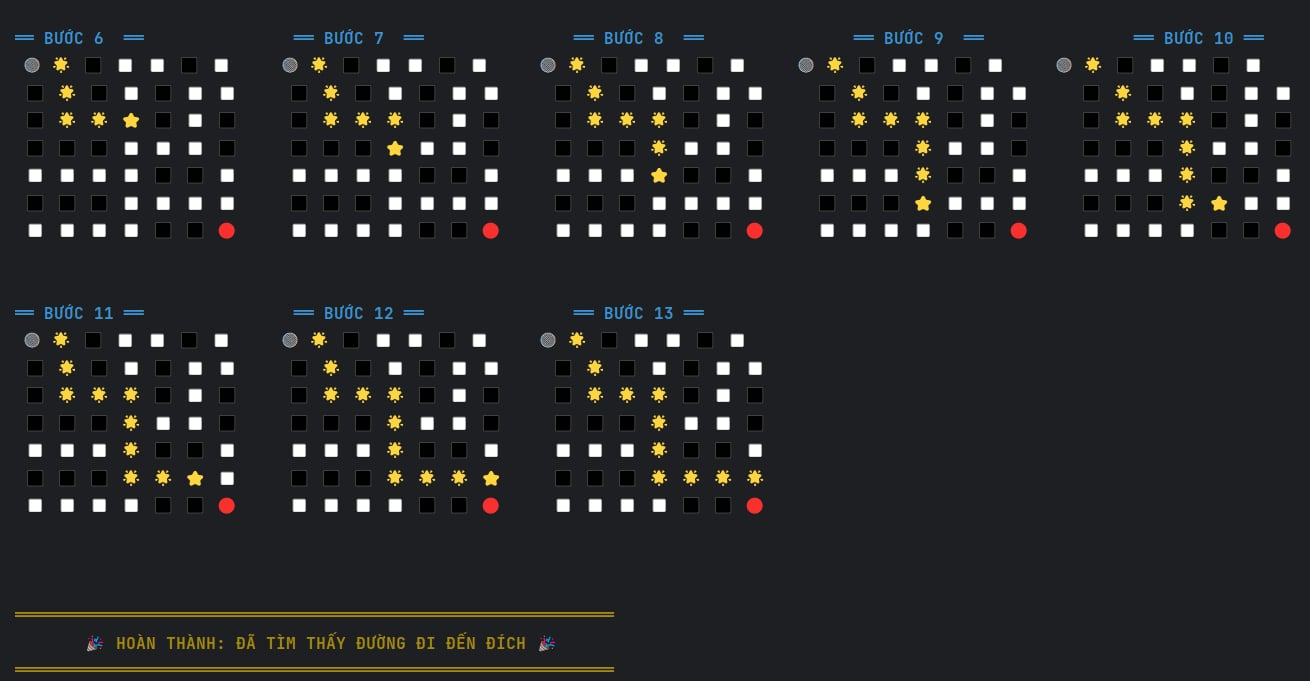 ══ BƯỚC 6 ══ ══ BƯỚC 7 ══ ══ BƯỚC 8 ══ ══ BƯỚC 9 ══ ══ BƯỚC 10 ══
══ BƯỚC 11 ══ ══ BƯỚC 12 ══ ══ BƯỚC 13 ══
🎉 HOÀN THÀNH: ĐÃ TÌM THẤY ĐƯỜNG ĐI ĐẾN ĐÍCH 🎉